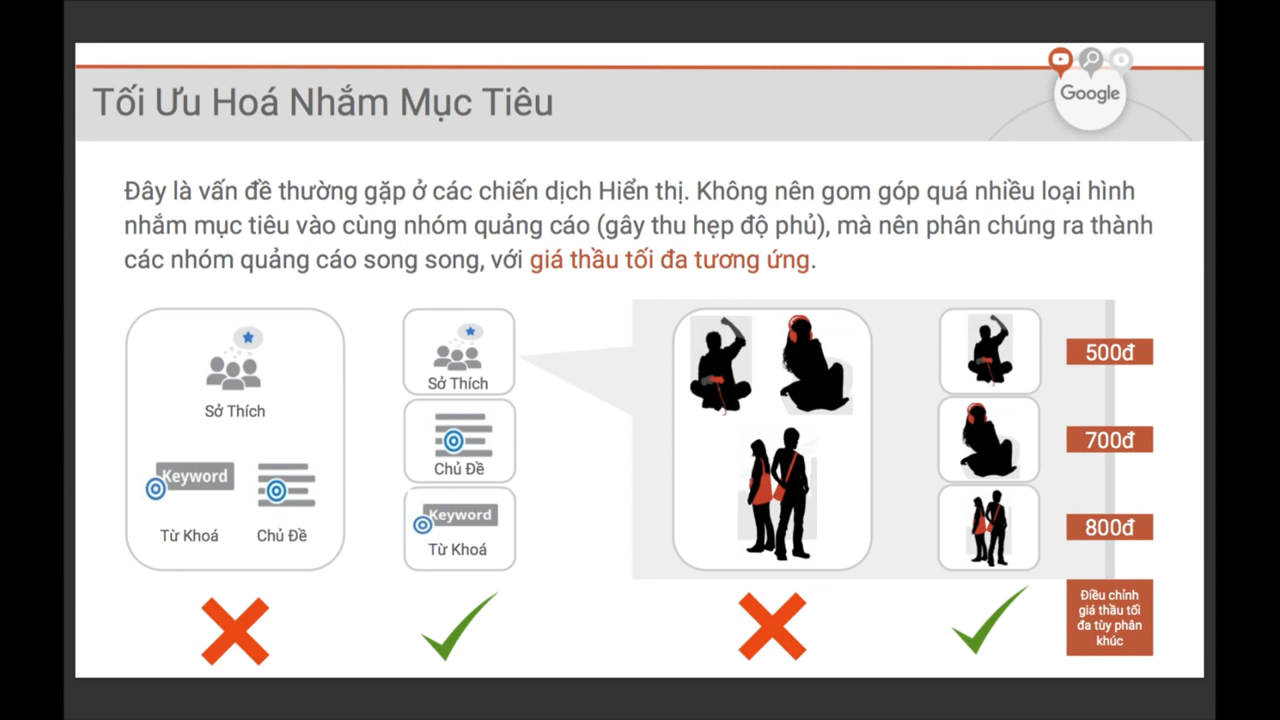 Tối Ưu Hoá Nhắm Mục Tiêu
Google
Đây là vấn đề thường gặp ở các chiến dịch Hiển thị. Không nên gom góp quá nhiều loại hình
nhắm mục tiêu vào cùng nhóm quảng cáo (gây thu hẹp độ phủ), mà nên phân chúng ra thành
các nhóm quảng cáo song song, với giá thầu tối đa tương ứng.
Sở Thích
Keyword
Từ Khoá
Chủ Đề
Sở Thích
Chủ Đề
Keyword
Từ Khoá
500đ
700đ
800đ
Điều chỉnh
giá thầu tối
đa tùy phân
khúc